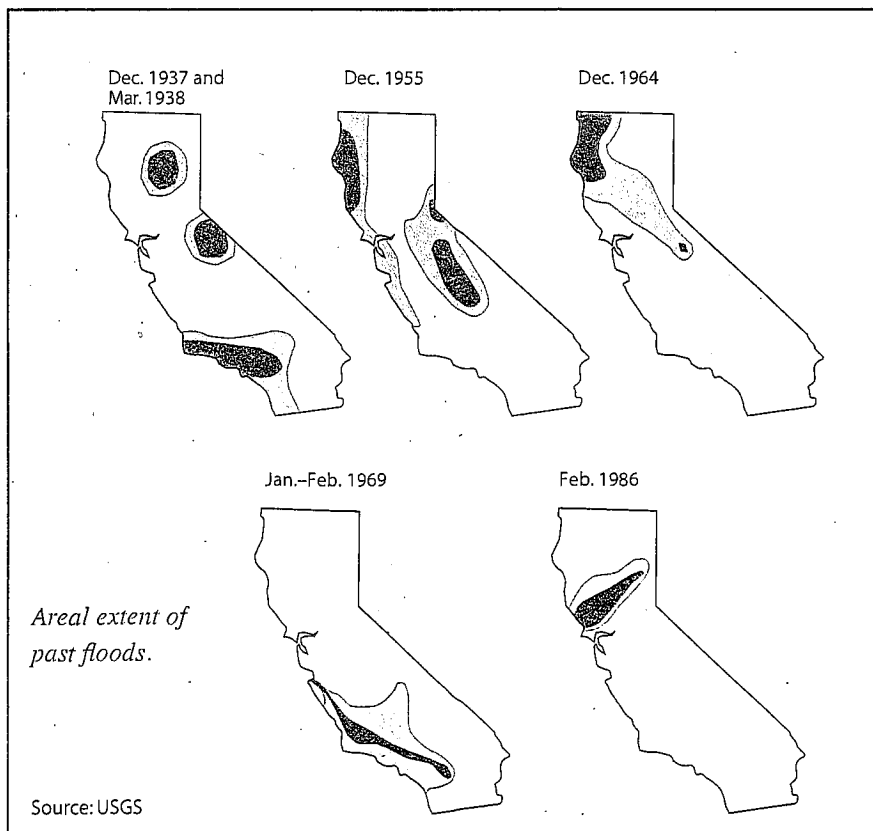 Dec. 1937 and
Mar. 1938
Dec. 1955
Dec. 1964
Jan.–Feb. 1969
Feb. 1986
Areal extent of
past floods.
Source: USGS